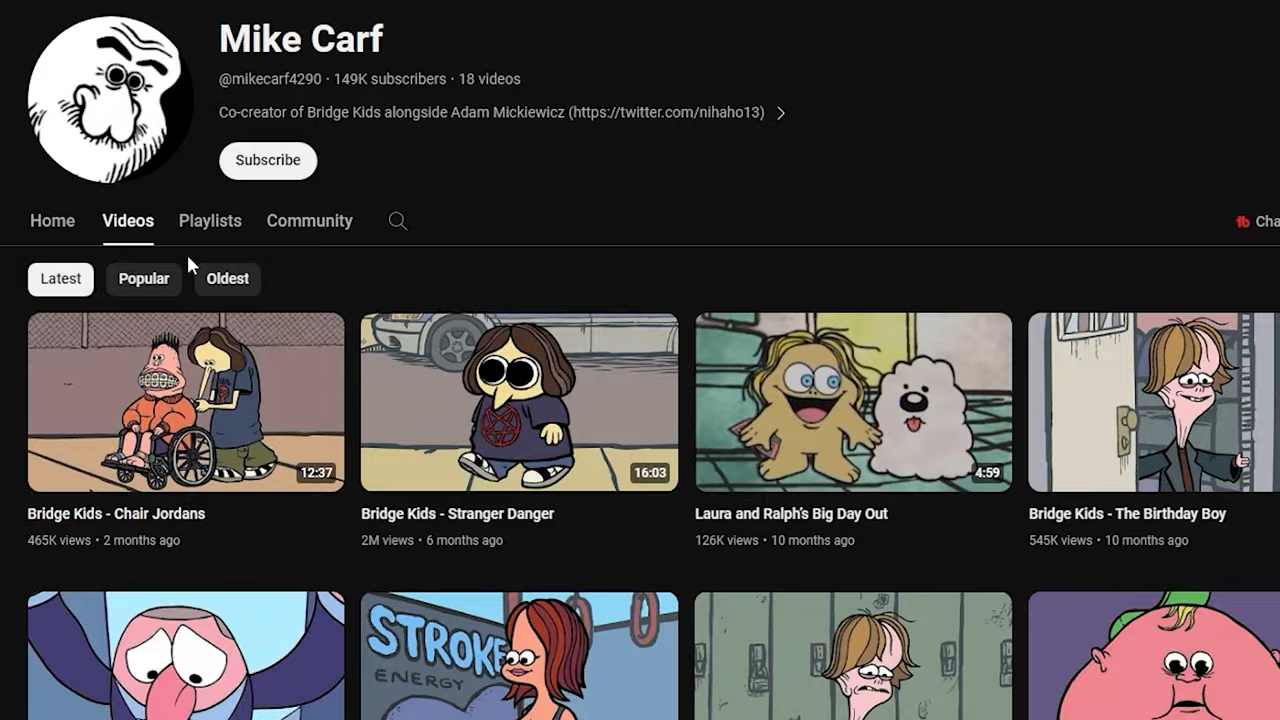 Mike Carf
@mikecarf4290 · 149K subscribers · 18 videos
Co-creator of Bridge Kids alongside Adam Mickiewicz (https://twitter.com/nihaho13)
Subscribe
Home Videos Playlists Community
Cha
Latest Popular Oldest
12:37 16:03 4:59
Bridge Kids - Chair Jordans
465K views • 2 months ago
Bridge Kids - Stranger Danger
2M views • 6 months ago
Laura and Ralph's Big Day Out
126K views • 10 months ago
Bridge Kids - The Birthday Boy
545K views • 10 months ago
STROKE
ENERGY